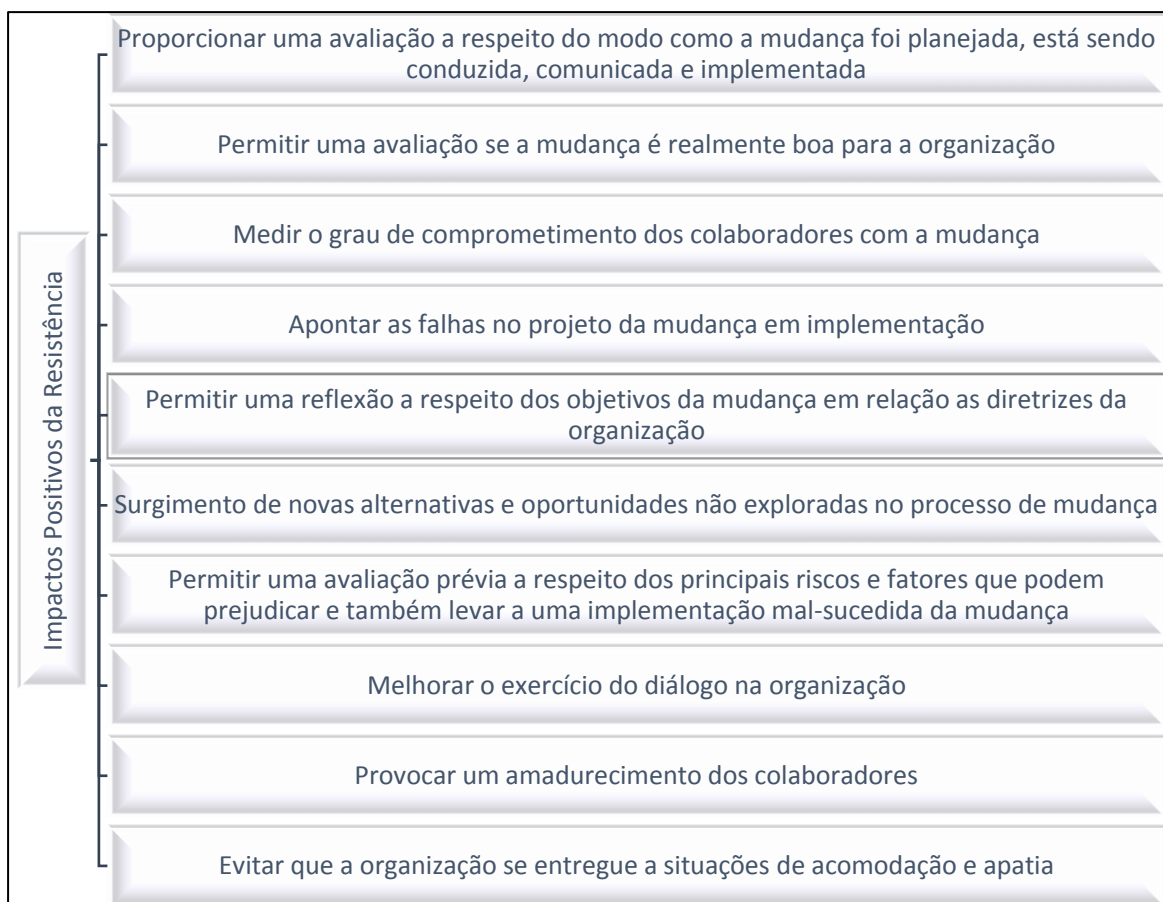 Impactos Positivos da Resistência
Proporcionar uma avaliação a respeito do modo como a mudança foi planejada, está sendo
conduzida, comunicada e implementada
Permitir uma avaliação se a mudança é realmente boa para a organização
Medir o grau de comprometimento dos colaboradores com a mudança
Apontar as falhas no projeto da mudança em implementação
Permitir uma reflexão a respeito dos objetivos da mudança em relação as diretrizes da
organização
Surgimento de novas alternativas e oportunidades não exploradas no processo de mudança
Permitir uma avaliação prévia a respeito dos principais riscos e fatores que podem
prejudicar e também levar a uma implementação mal-sucedida da mudança
Melhorar o exercício do diálogo na organização
Provocar um amadurecimento dos colaboradores
Evitar que a organização se entregue a situações de acomodação e apatia